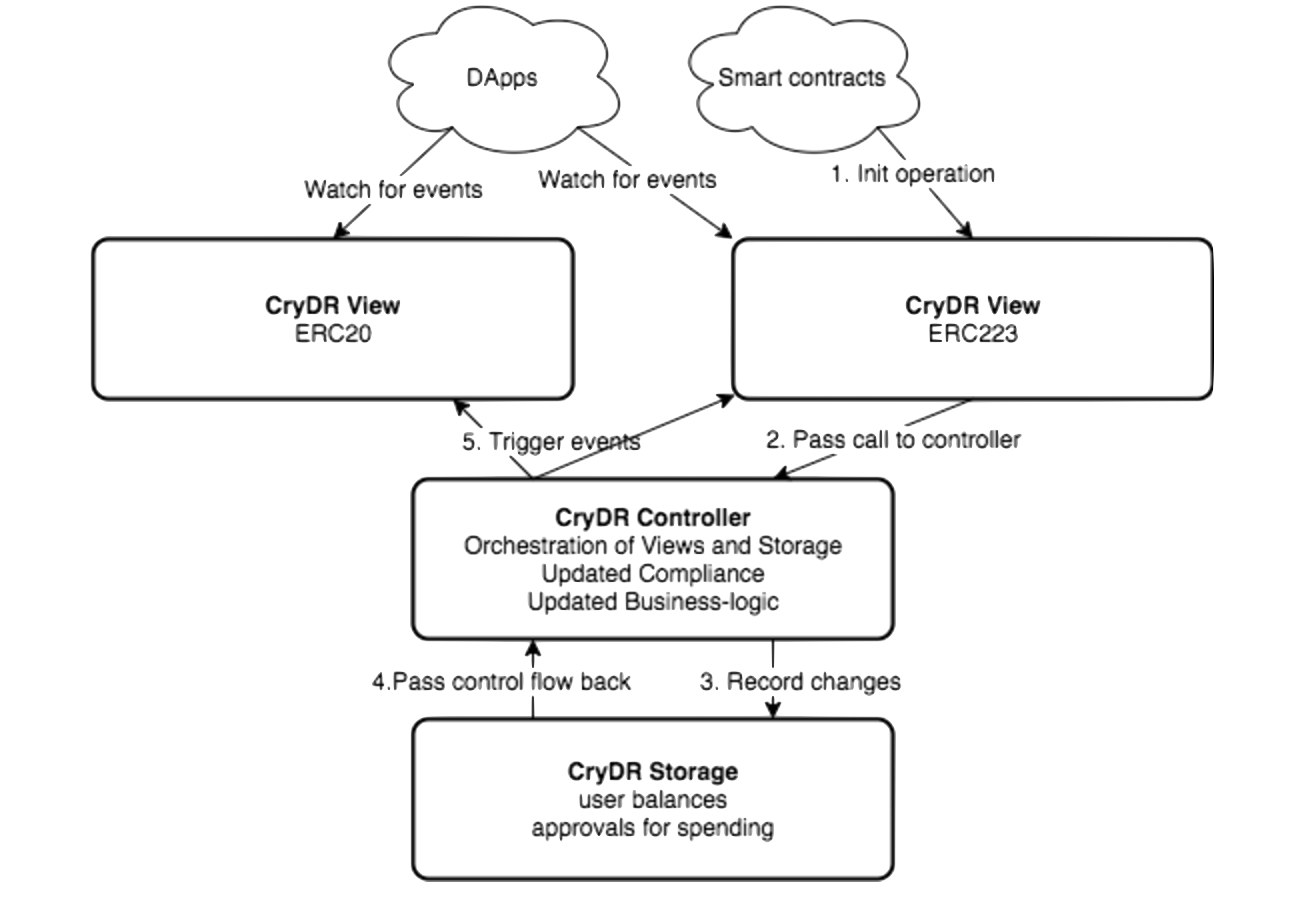 DApps
Smart contracts
Watch for events
Watch for events
1. Init operation
CryDR View
ERC20
CryDR View
ERC223
5. Trigger events
2. Pass call to controller
CryDR Controller
Orchestration of Views and Storage
Updated Compliance
Updated Business-logic
4.Pass control flow back
3. Record changes
CryDR Storage
user balances
approvals for spending